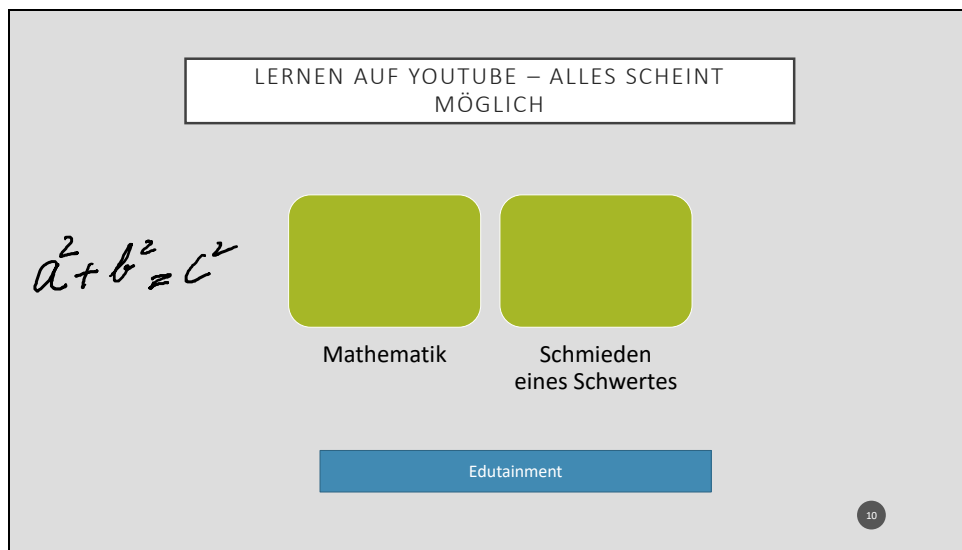 LERNEN AUF YOUTUBE – ALLES SCHEINT
MÖGLICH
a²+b²=c²
Mathematik
Schmieden
eines Schwertes
Edutainment
10